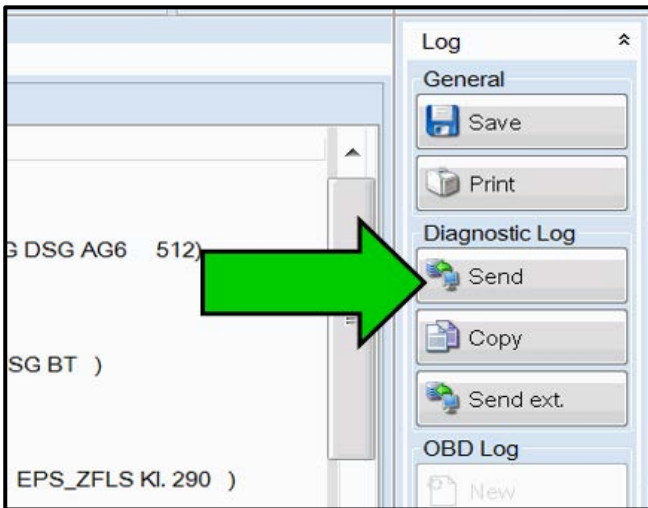 Log
General
Save
Print
G DSG AG6 512)
Diagnostic Log
Send
Copy
SG BT )
Send ext.
OBD Log
EPS_ZFLS Kl. 290 )
New